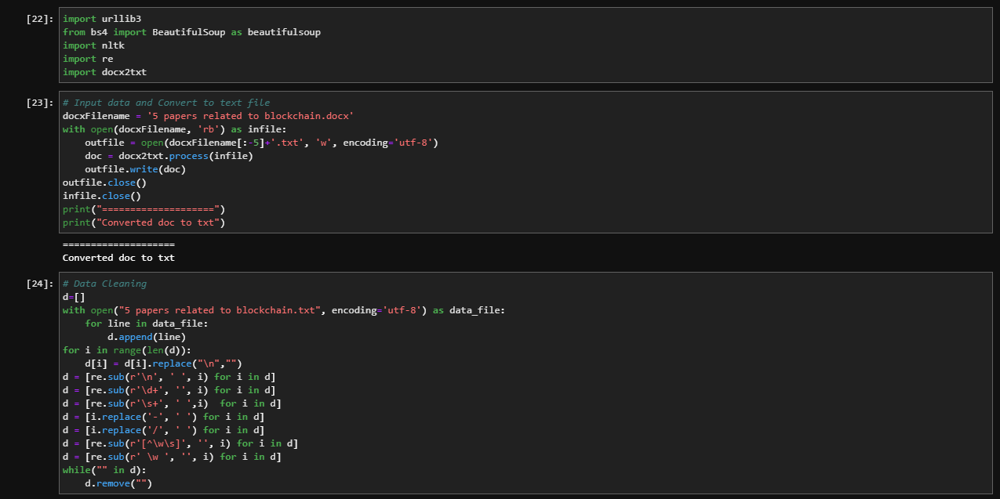 [22]: import urllib3
from bs4 import BeautifulSoup as beautifulsoup
import nltk
import re
import docx2txt
[23]: # Input data and Convert to text file
docxFilename = '5 papers related to blockchain.docx'
with open(docxFilename, 'rb') as infile:
    outfile = open(docxFilename[:-5]+'.txt', 'w', encoding='utf-8')
    doc = docx2txt.process(infile)
    outfile.write(doc)
outfile.close()
infile.close()
print("====================")
print("Converted doc to txt")
====================
Converted doc to txt
[24]: # Data Cleaning
d=[]
with open("5 papers related to blockchain.txt", encoding='utf-8') as data_file:
    for line in data_file:
        d.append(line)
for i in range(len(d)):
    d[i] = d[i].replace("\n","")
d = [re.sub(r'\n', ' ', i) for i in d]
d = [re.sub(r'\d+', '', i) for i in d]
d = [re.sub(r'\s+', ' ',i)  for i in d]
d = [i.replace('-', ' ') for i in d]
d = [i.replace('/', ' ') for i in d]
d = [re.sub(r'[^\w\s]', '', i) for i in d]
d = [re.sub(r' \w ', '', i) for i in d]
while("" in d):
    d.remove("")